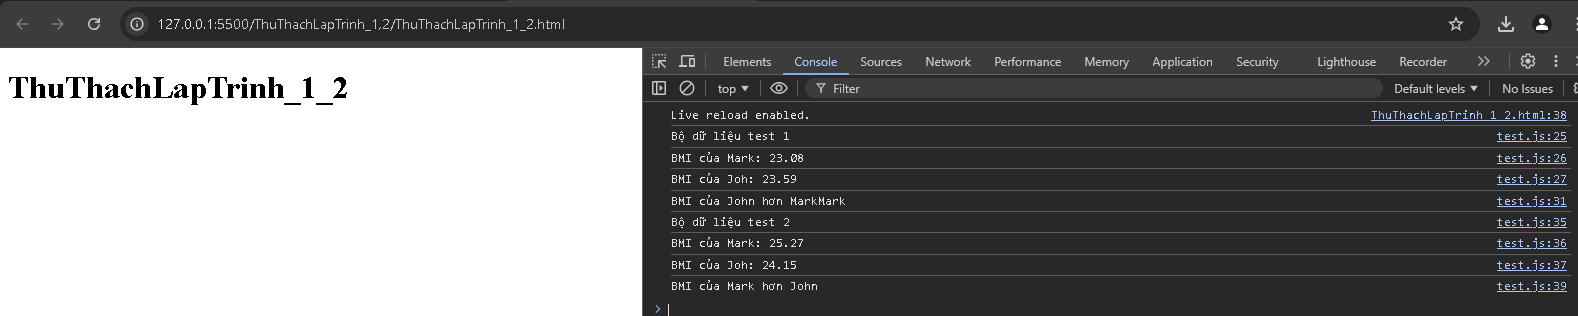 127.0.0.1:5500/ThuThachLapTrinh_1,2/ThuThachLapTrinh_1_2.html
ThuThachLapTrinh_1_2
Elements Console Sources Network Performance Memory Application Security Lighthouse Recorder
top Filter Default levels No Issues
Live reload enabled. ThuThachLapTrinh_1_2.html:38
Bộ dữ liệu test 1 test.js:25
BMI của Mark: 23.08 test.js:26
BMI của Joh: 23.59 test.js:27
BMI của John hơn MarkMark test.js:31
Bộ dữ liệu test 2 test.js:35
BMI của Mark: 25.27 test.js:36
BMI của Joh: 24.15 test.js:37
BMI của Mark hơn John test.js:39